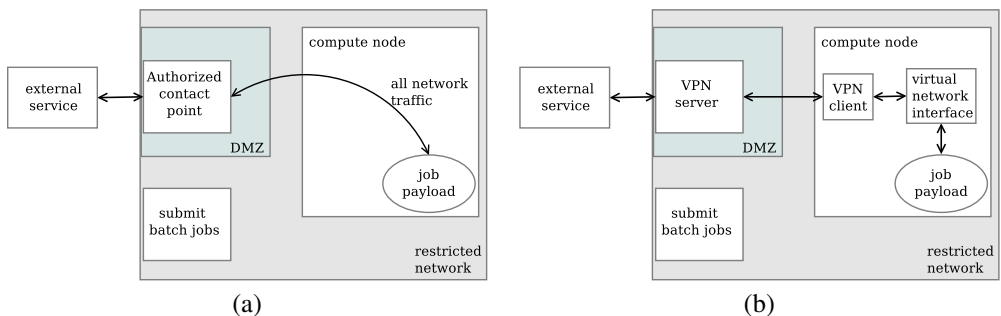 external
service
Authorized
contact
point
DMZ
submit
batch jobs
compute node
all network
traffic
job
payload
restricted
network
(a)
external
service
VPN
server
DMZ
submit
batch jobs
compute node
VPN
client
virtual
network
interface
job
payload
restricted
network
(b)